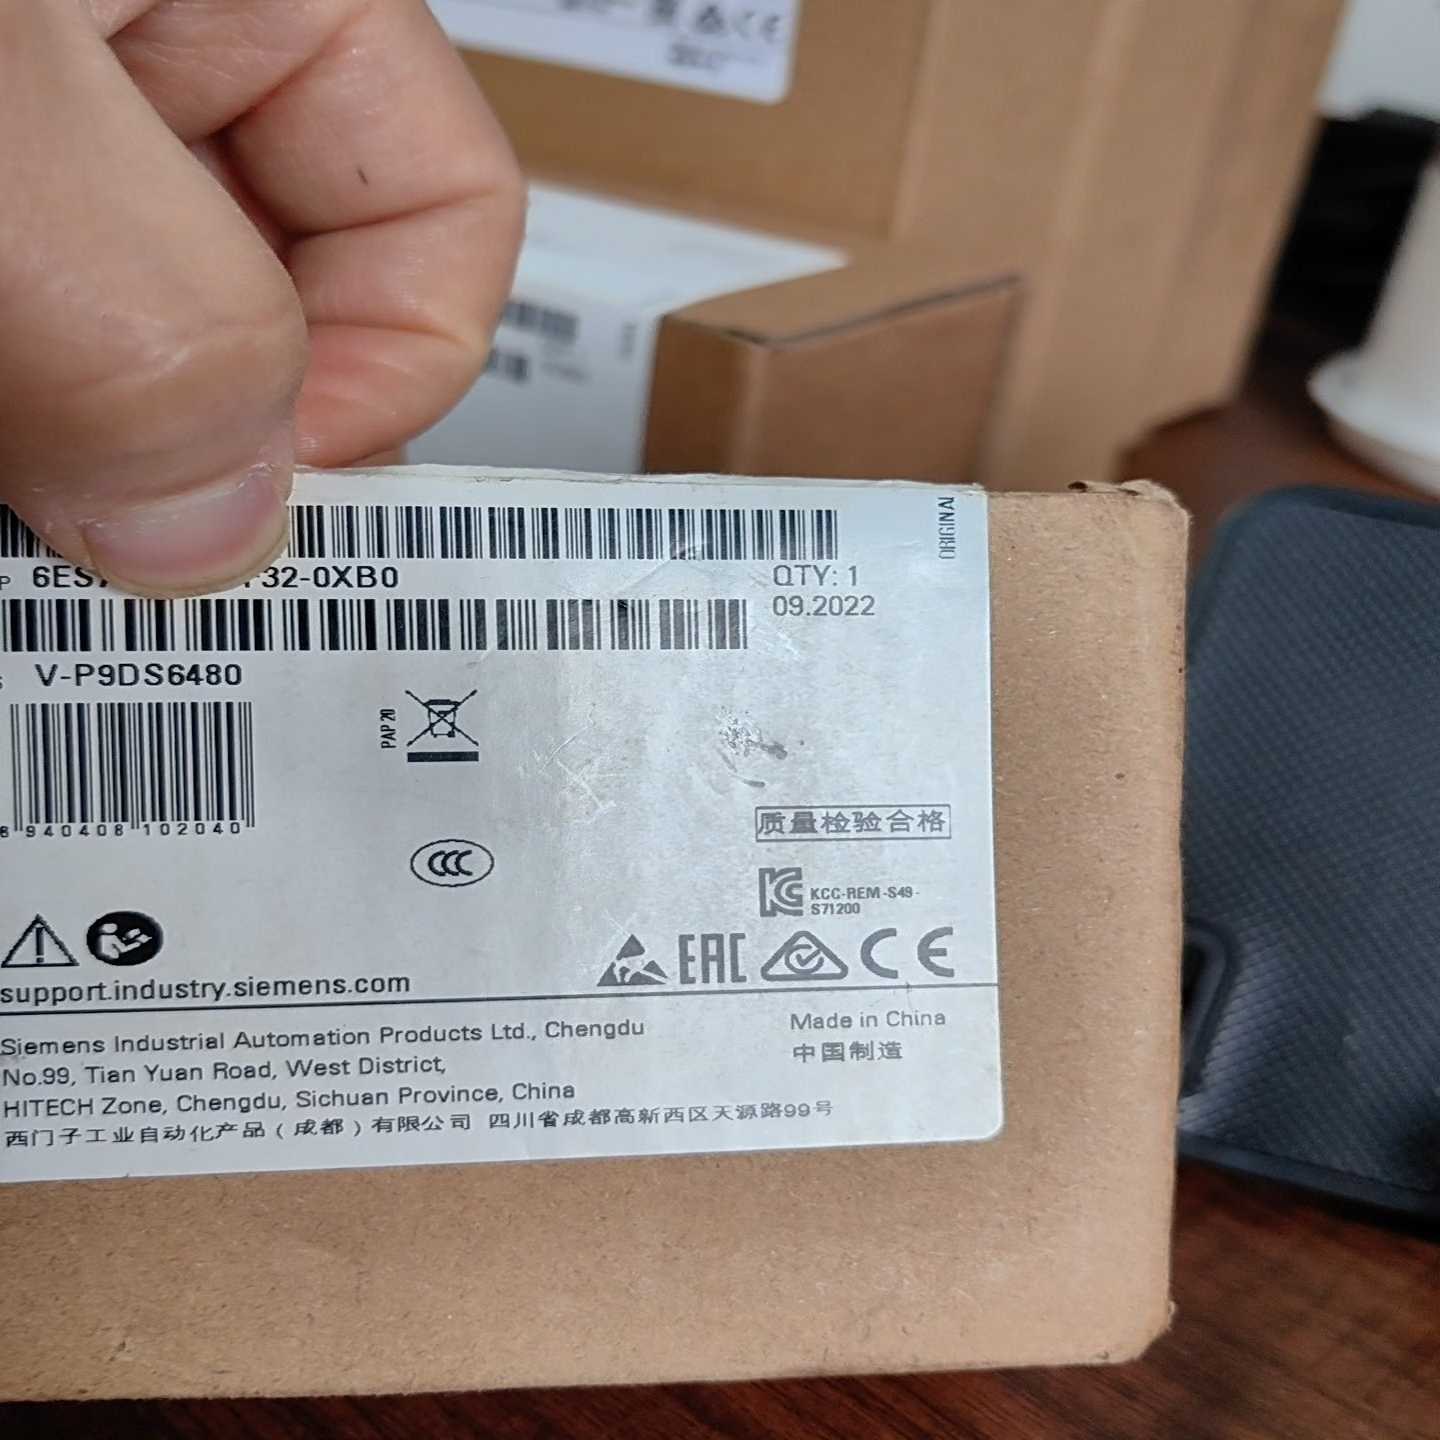 ORIGINAL
P 6ES7 32-0XB0
QTY: 1
09.2022
S V-P9DS6480
PAP 20
6 940408 102040
质量检验合格
KCC-REM-S49-
S71200
EAC CE
support.industry.siemens.com
Siemens Industrial Automation Products Ltd., Chengdu
No.99, Tian Yuan Road, West District,
HITECH Zone, Chengdu, Sichuan Province, China
西门子工业自动化产品（成都）有限公司 四川省成都高新西区天源路99号
Made in China
中国制造